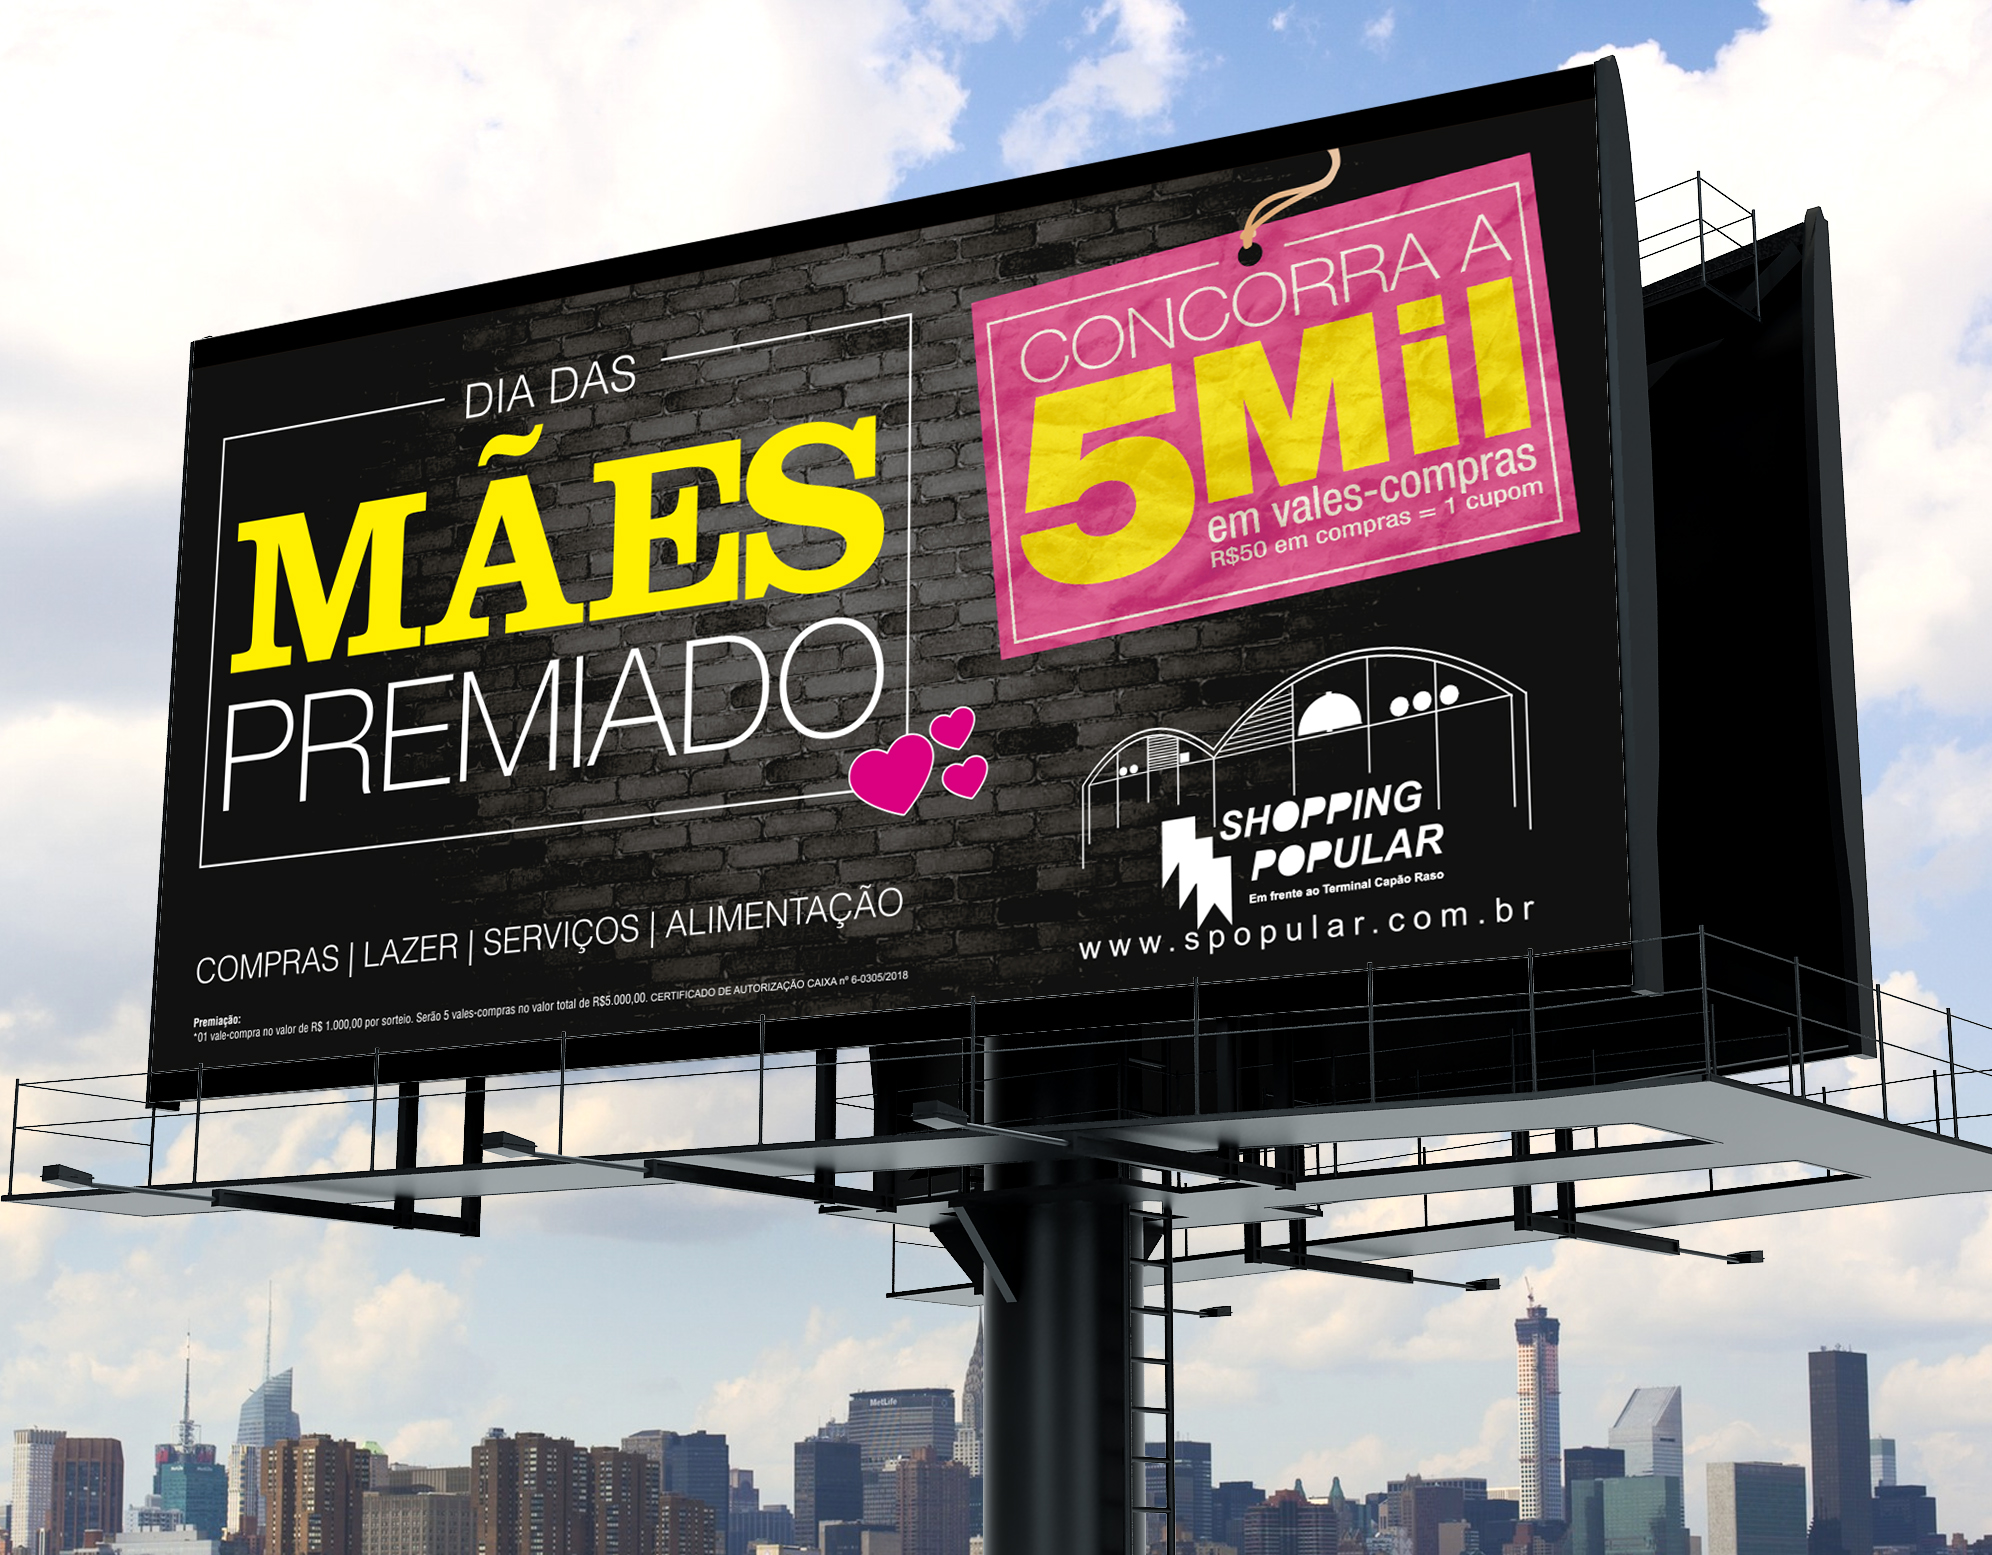 DIA DAS
MÃES
PREMIADO
CONCORRA A
5Mil
em vales-compras
R$50 em compras = 1 cupom
SHOPPING
POPULAR
Em frente ao Terminal Capão Raso
www.spopular.com.br
COMPRAS | LAZER | SERVIÇOS | ALIMENTAÇÃO
Premiação:
*01 vale-compra no valor de R$ 1.000,00 por sorteio. Serão 5 vales-compras no valor total de R$5.000,00. CERTIFICADO DE AUTORIZAÇÃO CAIXA nº 6-0305/2018
MetLife